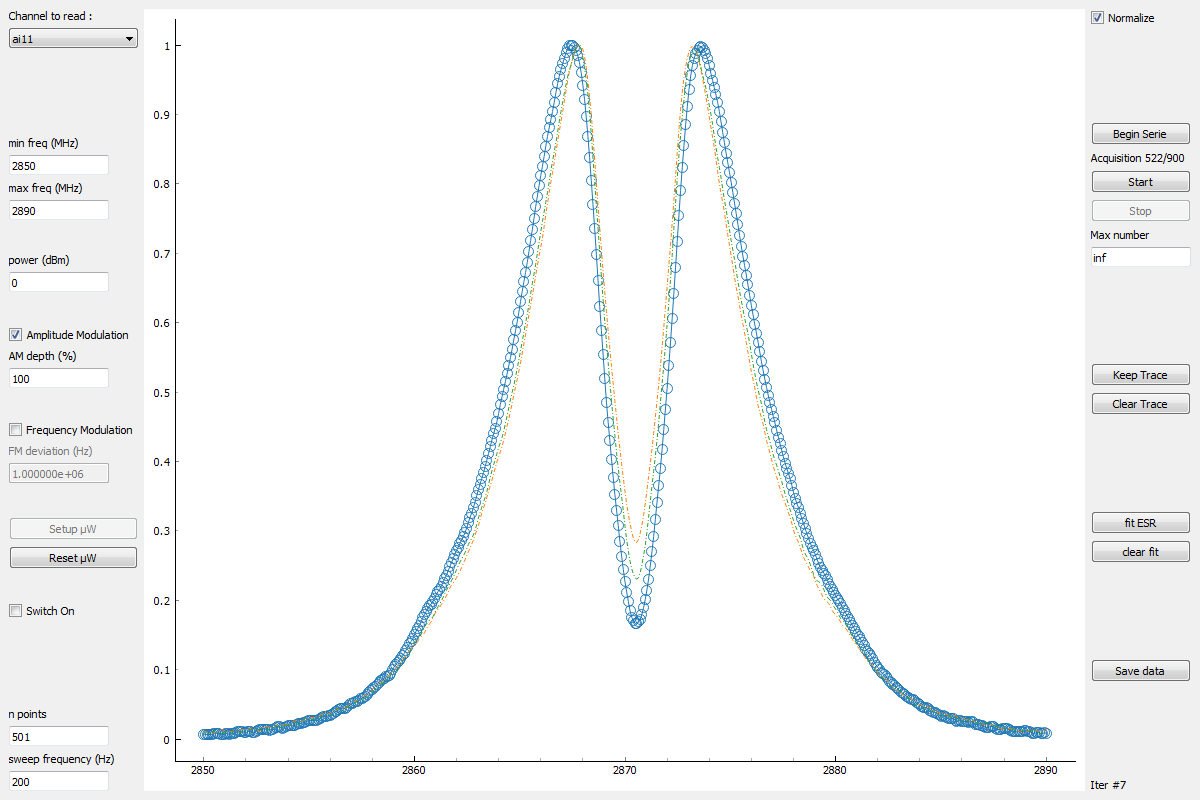 Channel to read :
ai11
min freq (MHz)
2850
max freq (MHz)
2890
power (dBm)
0
Amplitude Modulation
AM depth (%)
100
Frequency Modulation
FM deviation (Hz)
1.000000e+06
Setup µW
Reset µW
Switch On
n points
501
sweep frequency (Hz)
200
1
0.9
0.8
0.7
0.6
0.5
0.4
0.3
0.2
0.1
0
2850
2860
2870
2880
2890
Normalize
Begin Serie
Acquisition 522/900
Start
Stop
Max number
inf
Keep Trace
Clear Trace
fit ESR
clear fit
Save data
Iter #7